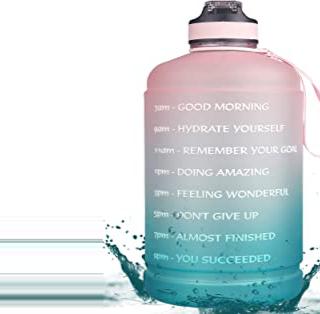 7am - GOOD MORNING
9am - HYDRATE YOURSELF
11am - REMEMBER YOUR GOAL
1pm - DOING AMAZING
3pm - FEELING WONDERFUL
5pm - DON'T GIVE UP
7pm - ALMOST FINISHED
9pm - YOU SUCCEEDED